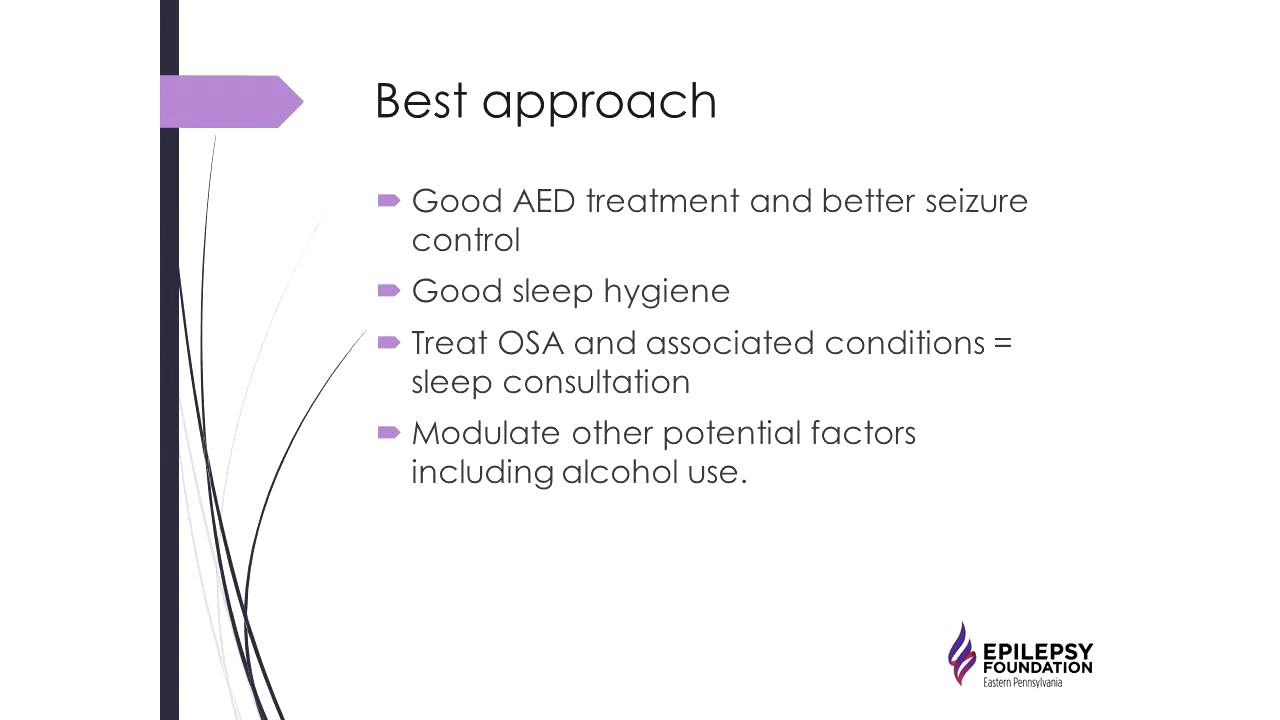 Best approach
Good AED treatment and better seizure
control
Good sleep hygiene
Treat OSA and associated conditions =
sleep consultation
Modulate other potential factors
including alcohol use.
EPILEPSY
FOUNDATION
Eastern Pennsylvania